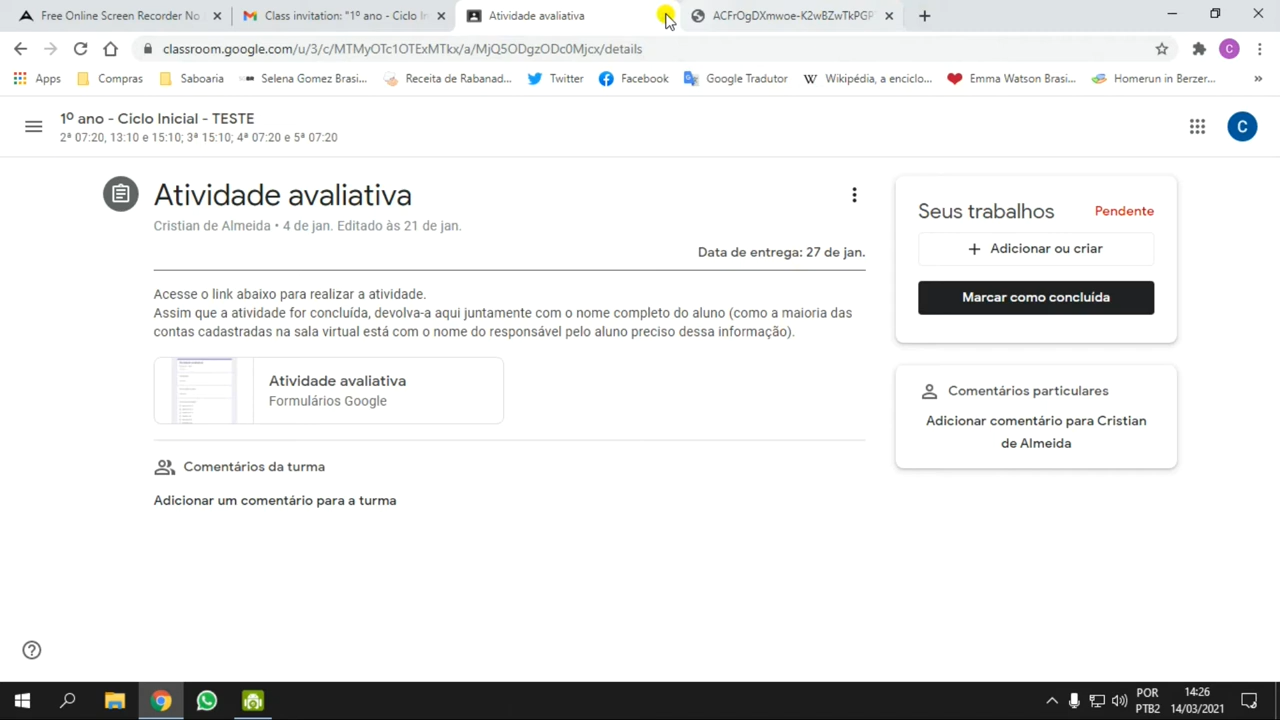 Free Online Screen Recorder No
Class invitation: "1º ano - Ciclo In
Atividade avaliativa
ACFrOgDXmwoe-K2wBZwTkPGP
classroom.google.com/u/3/c/MTMyOTc1OTExMTkx/a/MjQ5ODgzODc0Mjcx/details
C
Apps
Compras
Saboaria
Selena Gomez Brasi...
Receita de Rabanad...
Twitter
Facebook
Google Tradutor
Wikipédia, a enciclo...
Emma Watson Brasi...
Homerun in Berzer...
1º ano - Ciclo Inicial - TESTE
2ª 07:20, 13:10 e 15:10; 3ª 15:10; 4ª 07:20 e 5ª 07:20
C
Atividade avaliativa
Cristian de Almeida • 4 de jan. Editado às 21 de jan.
Data de entrega: 27 de jan.
Acesse o link abaixo para realizar a atividade.
Assim que a atividade for concluída, devolva-a aqui juntamente com o nome completo do aluno (como a maioria das
contas cadastradas na sala virtual está com o nome do responsável pelo aluno preciso dessa informação).
Atividade avaliativa
Formulários Google
Comentários da turma
Adicionar um comentário para a turma
Seus trabalhos
Pendente
+ Adicionar ou criar
Marcar como concluída
Comentários particulares
Adicionar comentário para Cristian
de Almeida
POR
PTB2
14:26
14/03/2021